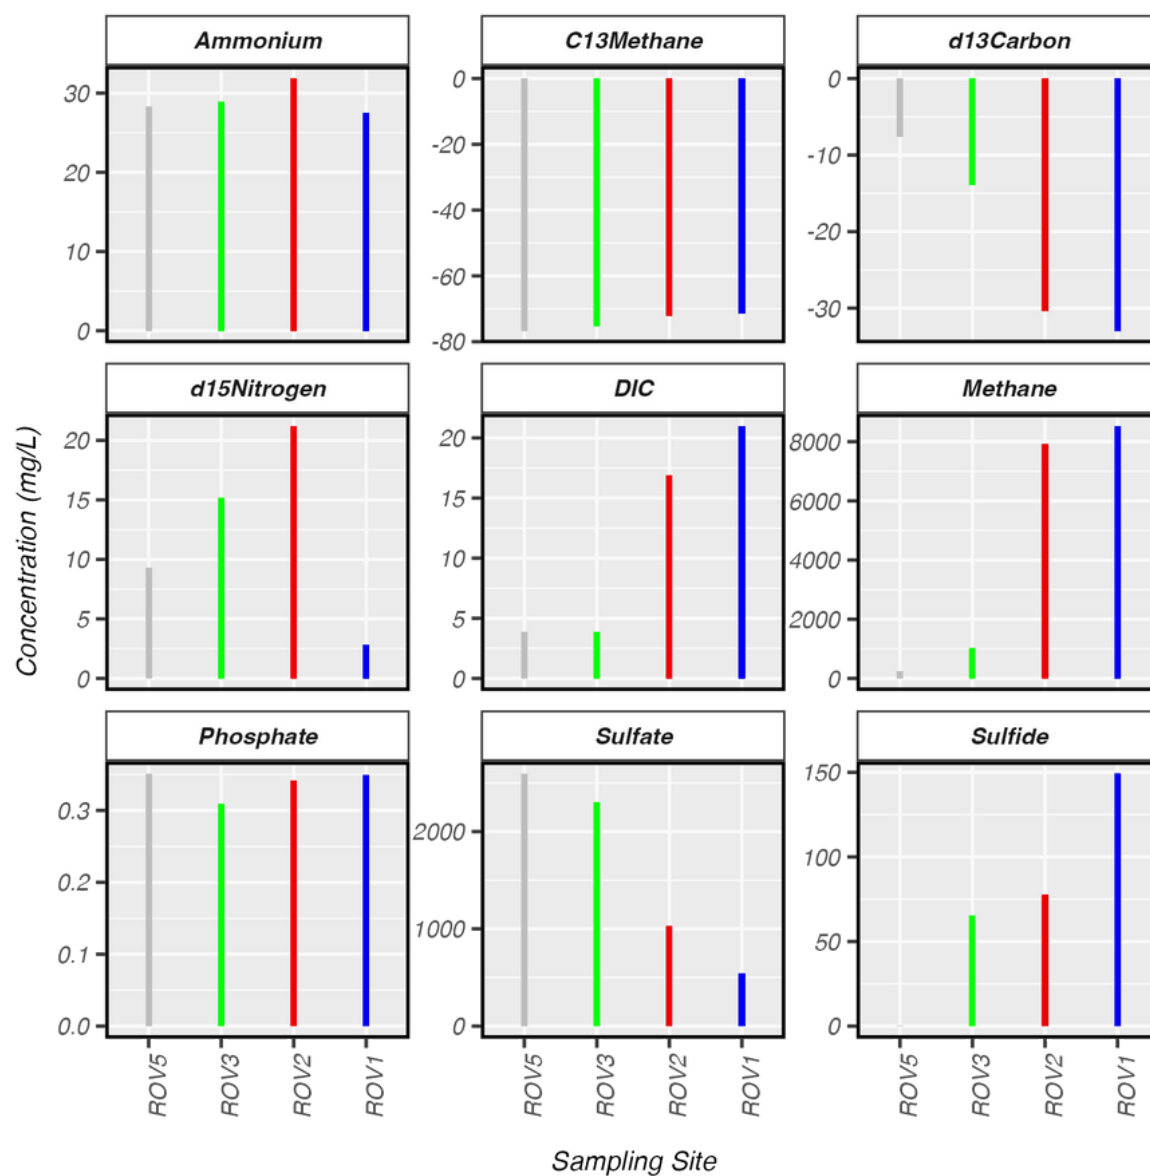 Ammonium
C13Methane
d13Carbon
30
20
10
0
0
-20
-40
-60
-80
0
-10
-20
-30
d15Nitrogen
DIC
Methane
20
15
10
5
0
20
15
10
5
0
8000
6000
4000
2000
0
Phosphate
Sulfate
Sulfide
0.3
0.2
0.1
0.0
2000
1000
0
150
100
50
0
ROV5 ROV3 ROV2 ROV1
ROV5 ROV3 ROV2 ROV1
ROV5 ROV3 ROV2 ROV1
Concentration (mg/L)
Sampling Site